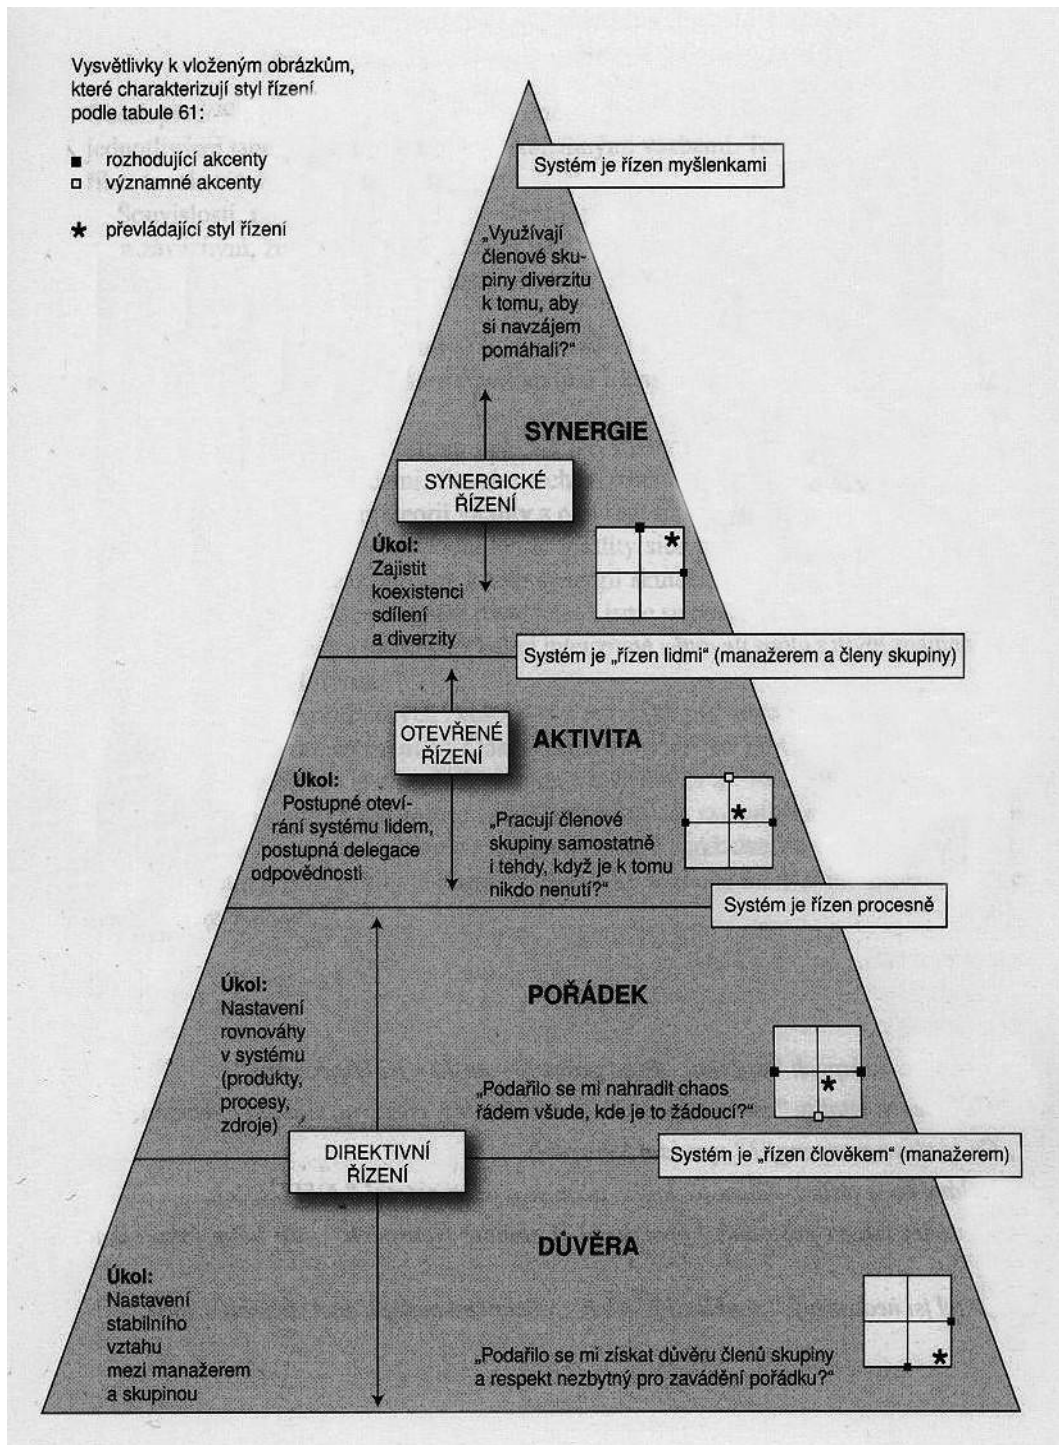 Vysvětlivky k vloženým obrázkům,
které charakterizují styl řízení
podle tabule 61:
rozhodující akcenty
významné akcenty
převládající styl řízení
Systém je řízen myšlenkami
„Využívají
členové sku-
piny diverzitu
k tomu, aby
si navzájem
pomáhali?“
SYNERGIE
SYNERGICKÉ
ŘÍZENÍ
Úkol:
Zajistit
koexistenci
sdílení
a diverzity
Systém je „řízen lidmi“ (manažerem a členy skupiny)
OTEVŘENÉ
ŘÍZENÍ
AKTIVITA
Úkol:
Postupné oteví-
rání systému lidem,
postupná delegace
odpovědnosti
„Pracují členové
skupiny samostatně
i tehdy, když je k tomu
nikdo nenutí?“
Systém je řízen procesně
POŘÁDEK
Úkol:
Nastavení
rovnováhy
v systému
(produkty,
procesy,
zdroje)
„Podařilo se mi nahradit chaos
řádem všude, kde je to žádoucí?“
DIREKTIVNÍ
ŘÍZENÍ
Systém je „řízen člověkem“ (manažerem)
DŮVĚRA
Úkol:
Nastavení
stabilního
vztahu
mezi manažerem
a skupinou
„Podařilo se mi získat důvěru členů skupiny
a respekt nezbytný pro zavádění pořádku?“